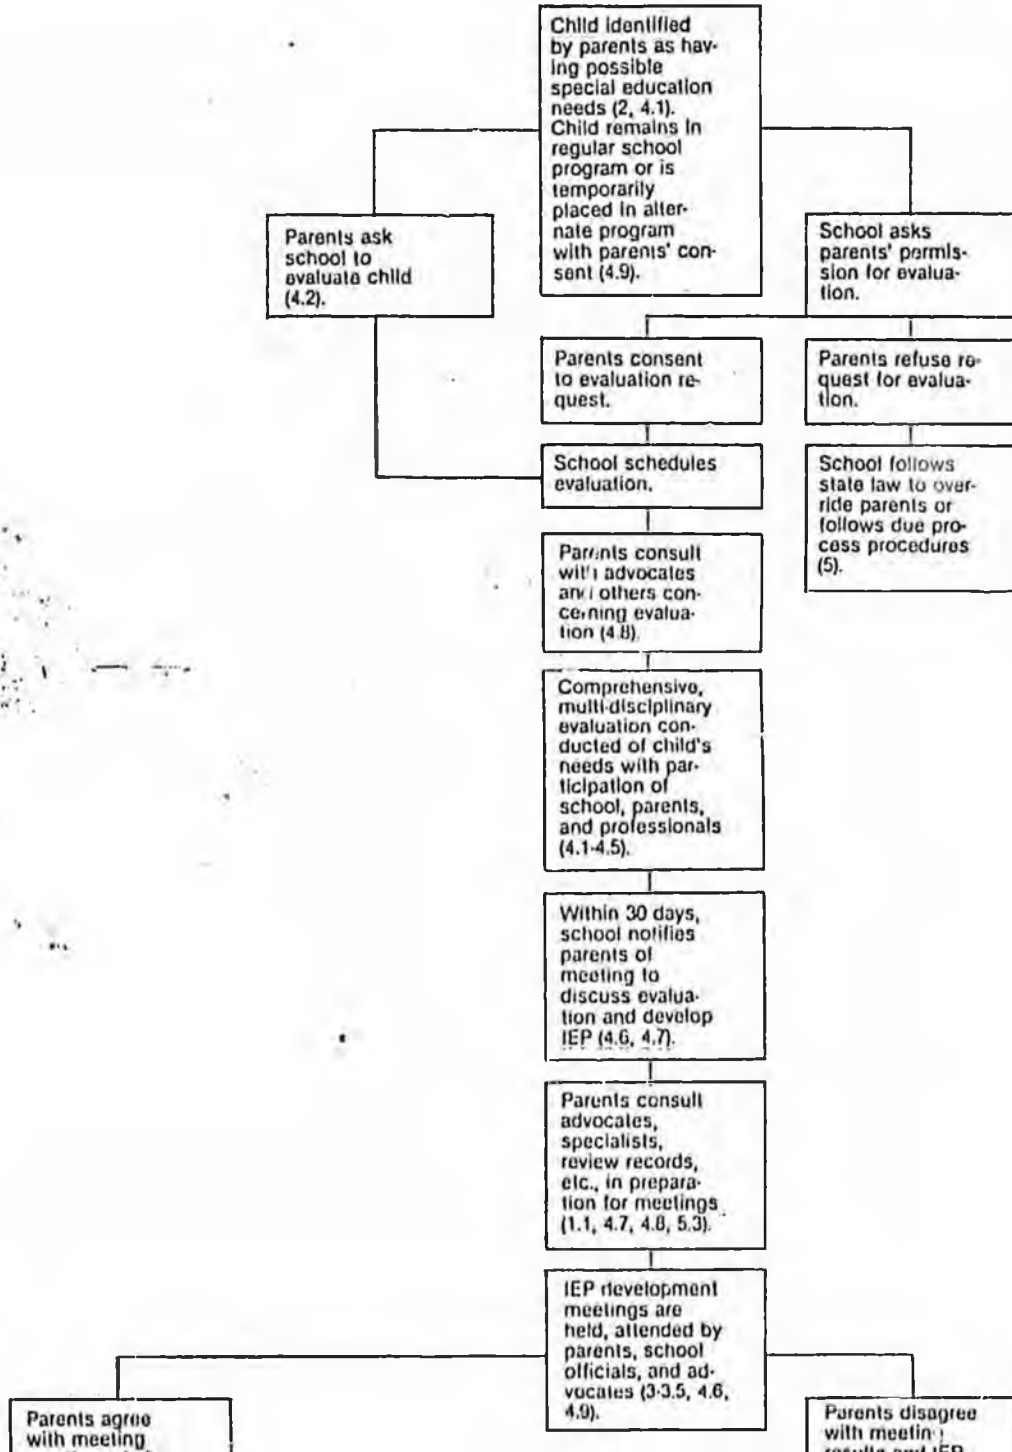 Child identified
by parents as hav-
ing possible
special education
needs (2, 4.1).
Child remains in
regular school
program or is
temporarily
placed in alter-
nate program
with parents' con-
sent (4.9).
Parents ask
school to
evaluate child
(4.2).
School asks
parents' permis-
sion for evalua-
tion.
Parents consent
to evaluation re-
quest.
Parents refuse re-
quest for evalua-
tion.
School schedules
evaluation.
School follows
state law to over-
ride parents or
follows due pro-
cess procedures
(5).
Parents consult
with advocates
and others con-
cerning evalua-
tion (4.8).
Comprehensive,
multi-disciplinary
evaluation con-
ducted of child's
needs with par-
ticipation of
school, parents,
and professionals
(4.1-4.5).
Within 30 days,
school notifies
parents of
meeting to
discuss evalua-
tion and develop
IEP (4.6, 4.7).
Parents consult
advocates,
specialists,
review records,
etc., in prepara-
tion for meetings
(1.1, 4.7, 4.8, 5.3).
IEP development
meetings are
held, attended by
parents, school
officials, and ad-
vocates (3-3.5, 4.6,
4.9).
Parents agree
with meeting
Parents disagree
with meeting
results and IEP